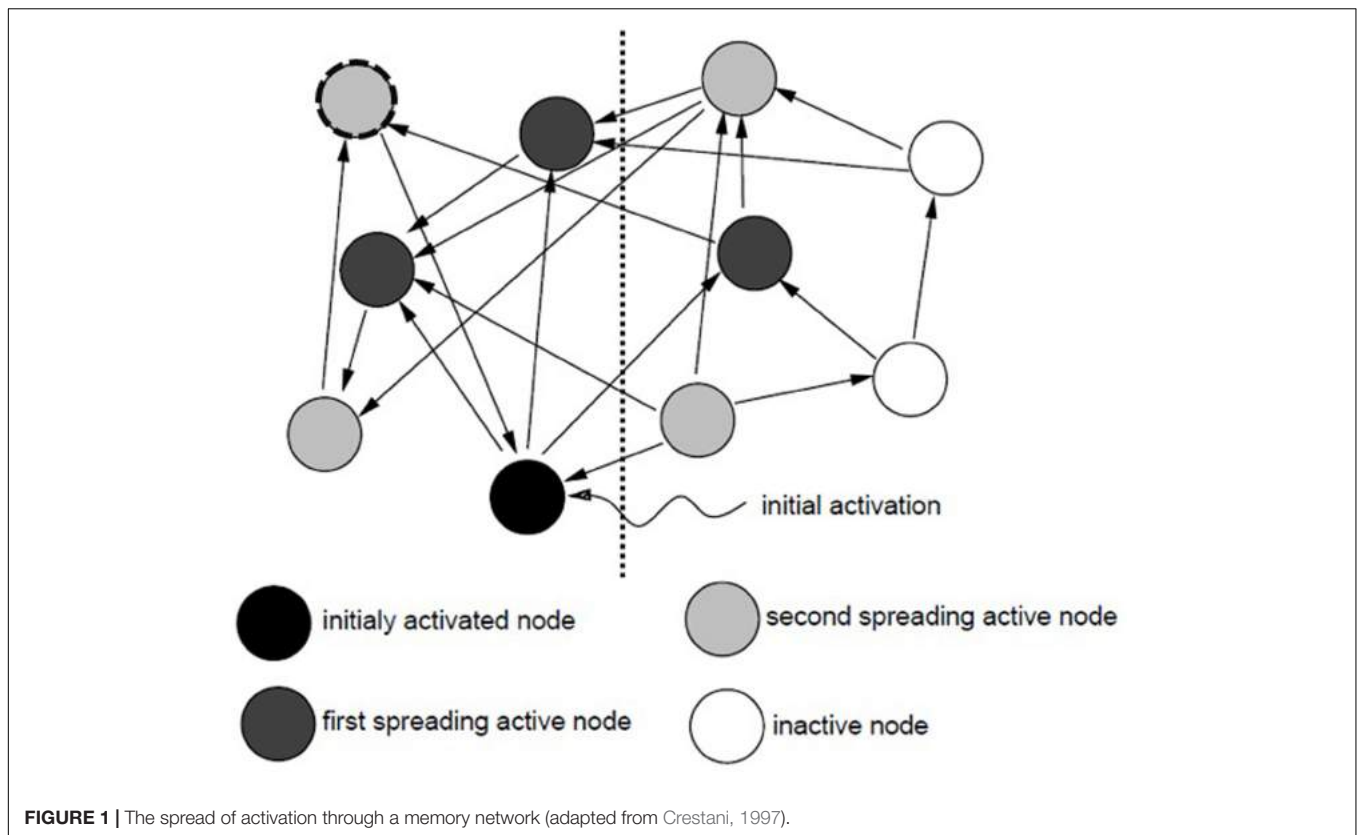 initial activation
initialy activated node
second spreading active node
first spreading active node
inactive node
FIGURE 1 | The spread of activation through a memory network (adapted from Crestani, 1997).